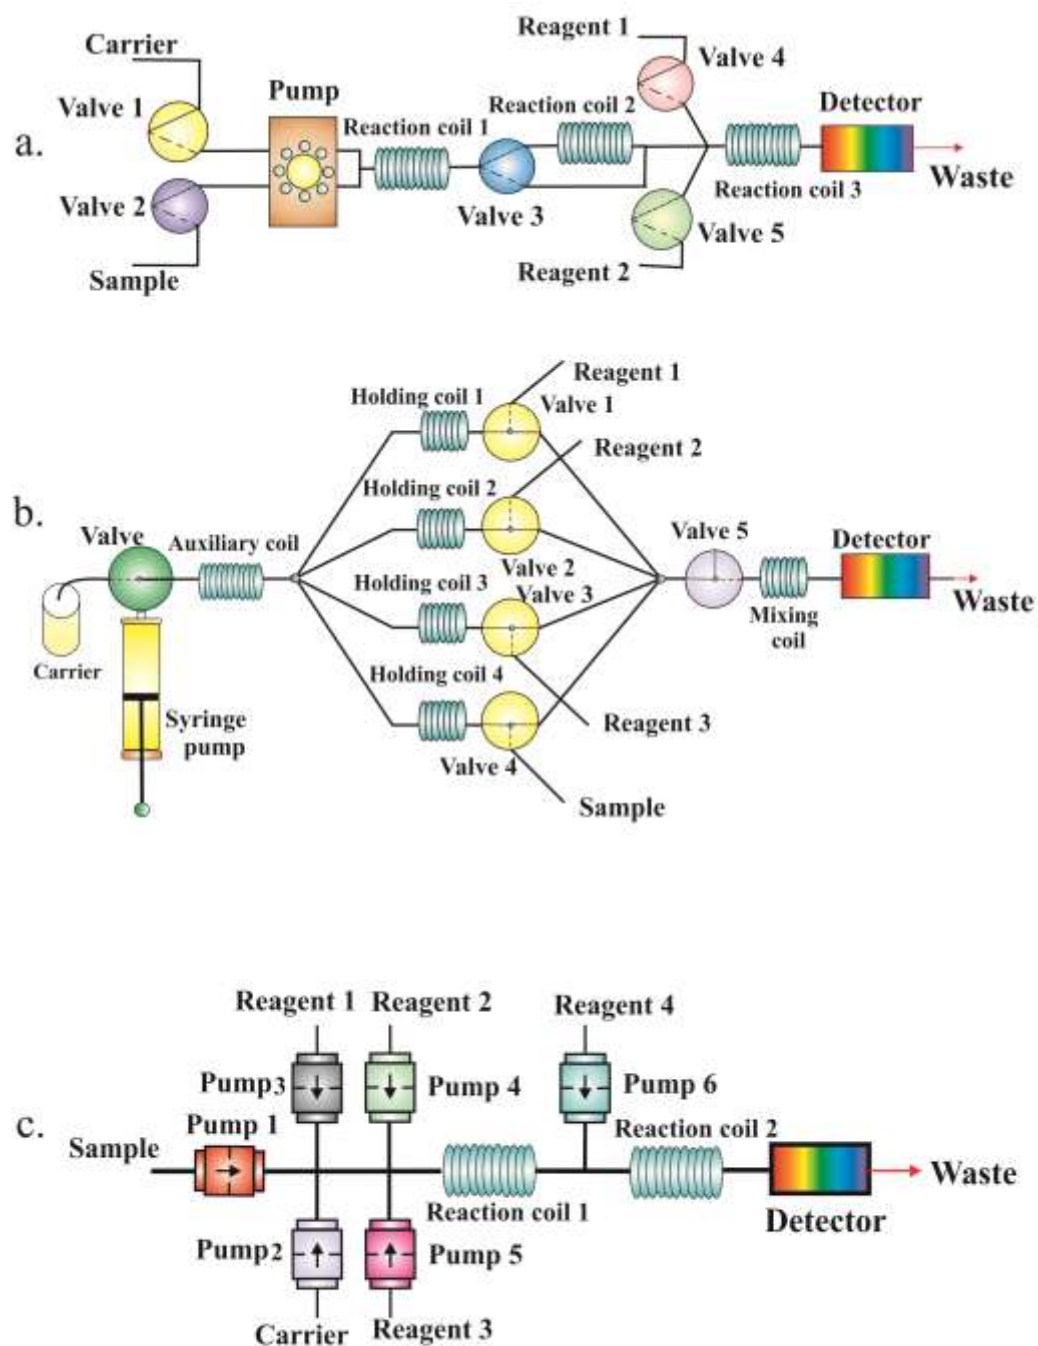 Reagent 1
Carrier
Valve 4
Pump
Reaction coil 2
Detector
Valve 1
Reaction coil 1
a.
Waste
Reaction coil 3
Valve 2
Valve 3
Valve 5
Sample
Reagent 2
Reagent 1
Holding coil 1
Valve 1
Reagent 2
Holding coil 2
b.
Valve
Auxiliary coil
Valve 5
Detector
Valve 2
Holding coil 3
Valve 3
Waste
Mixing
coil
Carrier
Holding coil 4
Syringe
pump
Reagent 3
Valve 4
Sample
Reagent 1
Reagent 2
Reagent 4
Pump3
Pump 4
Pump 6
c.
Pump 1
Reaction coil 2
Sample
Waste
Reaction coil 1
Detector
Pump2
Pump 5
Carrier
Reagent 3